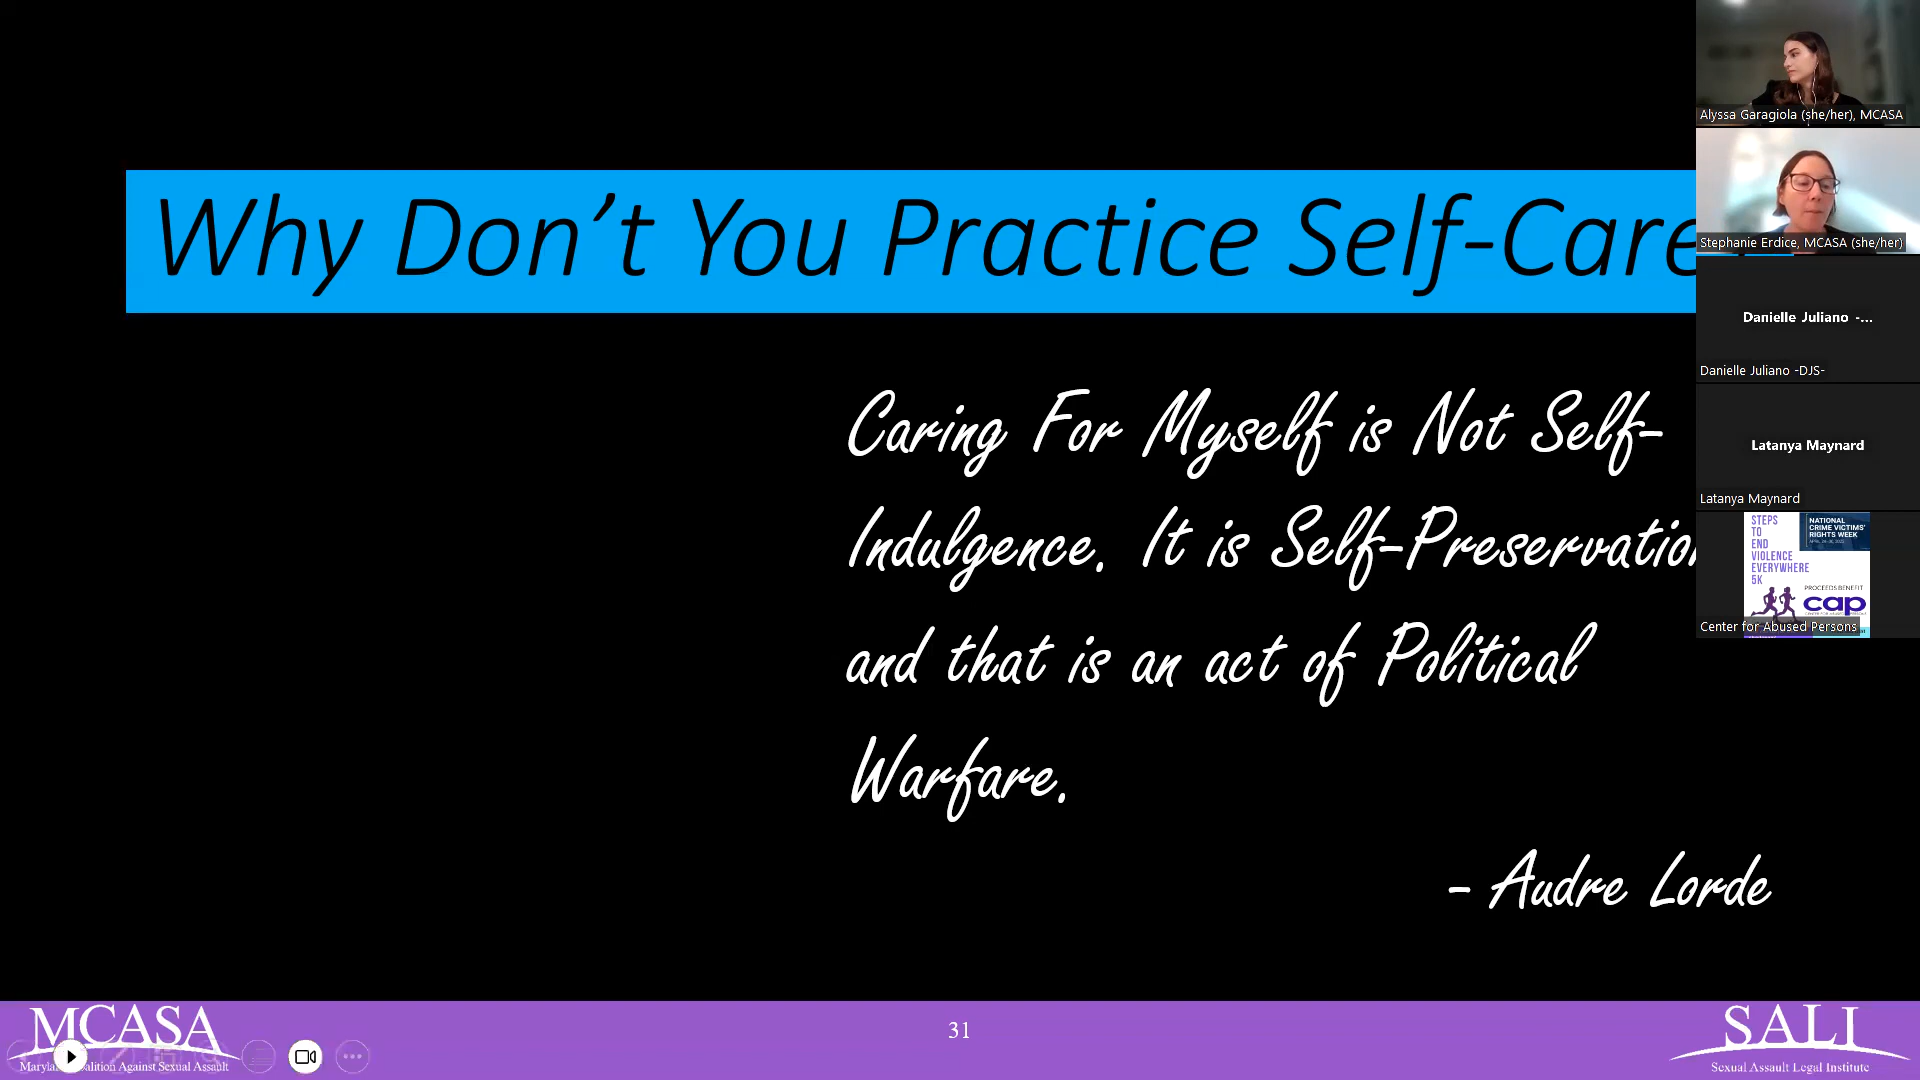 Why Don't You Practice Self-Care
Caring For Myself is Not Self-
Indulgence. It is Self-Preservation
and that is an act of Political
Warfare.
- Audre Lorde
Alyssa Garagiola (she/her), MCASA
Stephanie Erdice, MCASA (she/her)
Danielle Juliano -...
Danielle Juliano -DJS-
Latanya Maynard
Latanya Maynard
STEPS
TO
END
VIOLENCE
EVERYWHERE
5K
NATIONAL
CRIME VICTIMS'
RIGHTS WEEK
PROCEEDS BENEFIT
cap
Center for Abused Persons
MCASA
Coalition Against Sexual Assault
31
SALI
Sexual Assault Legal Institute